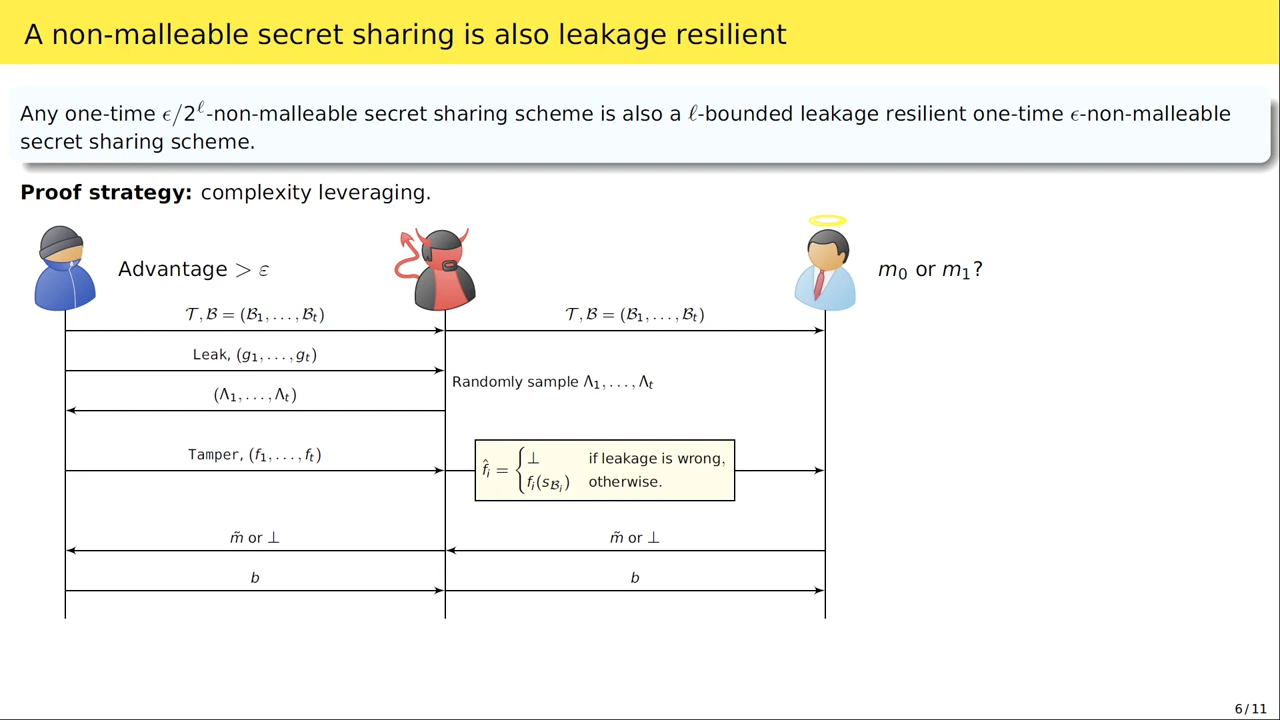 A non-malleable secret sharing is also leakage resilient
Any one-time ϵ/2^ℓ-non-malleable secret sharing scheme is also a ℓ-bounded leakage resilient one-time ϵ-non-malleable
secret sharing scheme.
Proof strategy: complexity leveraging.
Advantage > ε
m₀ or m₁?
𝒯, ℬ = (ℬ₁, . . . , ℬₜ)
𝒯, ℬ = (ℬ₁, . . . , ℬₜ)
Leak, (g₁, . . . , gₜ)
Randomly sample Λ₁, . . . , Λₜ
(Λ₁, . . . , Λₜ)
Tamper, (f₁, . . . , fₜ)
f̂ᵢ = { ⊥ if leakage is wrong,
fᵢ(s_ℬᵢ) otherwise.
m̃ or ⊥
m̃ or ⊥
b
b
6 / 11